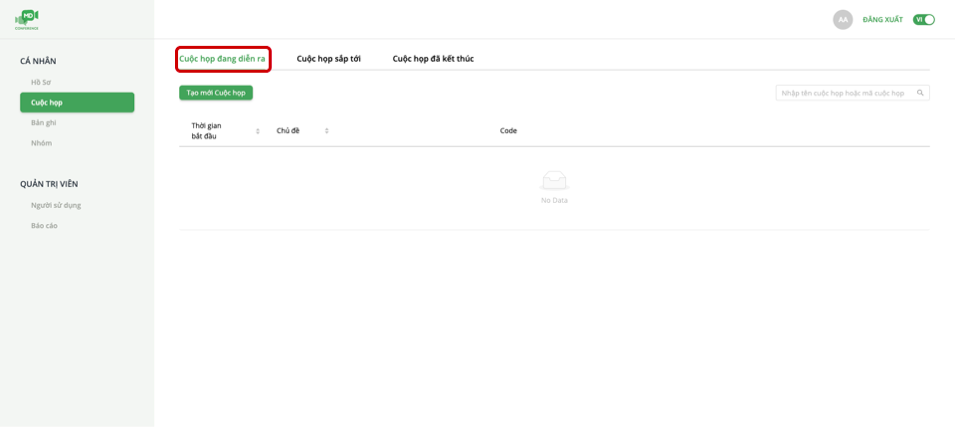 HD
CONFERENCE
AA
ĐĂNG XUẤT
VI
CÁ NHÂN
Hồ Sơ
Cuộc họp
Bản ghi
Nhóm
QUẢN TRỊ VIÊN
Người sử dụng
Báo cáo
Cuộc họp đang diễn ra
Cuộc họp sắp tới
Cuộc họp đã kết thúc
Tạo mới Cuộc họp
Nhập tên cuộc họp hoặc mã cuộc họp
Thời gian
bắt đầu
Chủ đề
Code
No Data